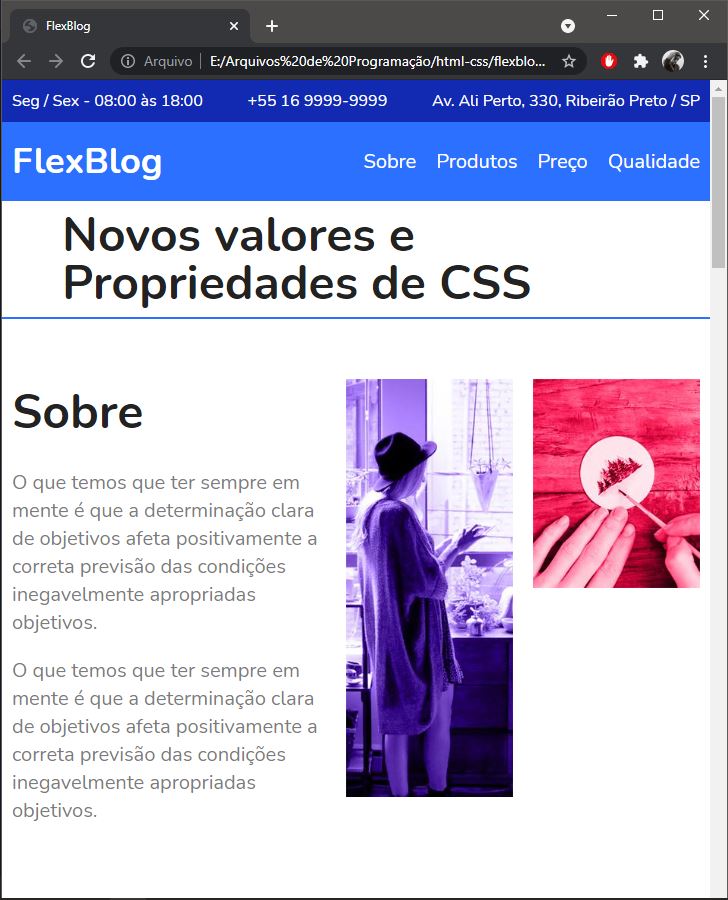 FlexBlog
Arquivo | E:/Arquivos%20de%20Programação/html-css/flexblo...
Seg / Sex - 08:00 às 18:00 +55 16 9999-9999 Av. Ali Perto, 330, Ribeirão Preto / SP
FlexBlog Sobre Produtos Preço Qualidade
Novos valores e
Propriedades de CSS
Sobre
O que temos que ter sempre em
mente é que a determinação clara
de objetivos afeta positivamente a
correta previsão das condições
inegavelmente apropriadas
objetivos.
O que temos que ter sempre em
mente é que a determinação clara
de objetivos afeta positivamente a
correta previsão das condições
inegavelmente apropriadas
objetivos.